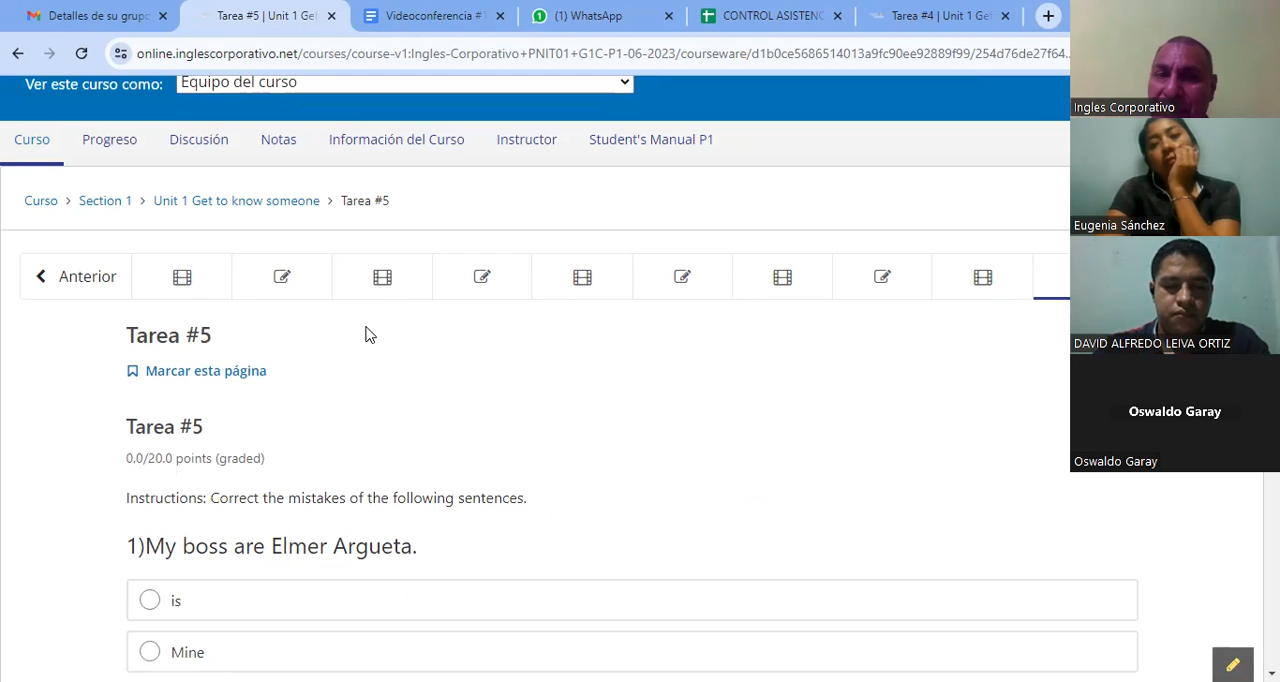 Detalles de su grupo
Tarea #5 | Unit 1 Get
Videoconferencia #
(1) WhatsApp
CONTROL ASISTENC
Tarea #4 | Unit 1 Get
online.inglescorporativo.net/courses/course-v1:Ingles-Corporativo+PNIT01+G1C-P1-06-2023/courseware/d1b0ce5686514013a9fc90ee92889f99/254d76de27f64...
Ver este curso como:
Equipo del curso
Ingles Corporativo
Curso
Progreso
Discusión
Notas
Información del Curso
Instructor
Student's Manual P1
Curso > Section 1 > Unit 1 Get to know someone > Tarea #5
Eugenia Sánchez
Anterior
Tarea #5
DAVID ALFREDO LEIVA ORTIZ
Marcar esta página
Tarea #5
Oswaldo Garay
0.0/20.0 points (graded)
Oswaldo Garay
Instructions: Correct the mistakes of the following sentences.
1)My boss are Elmer Argueta.
is
Mine